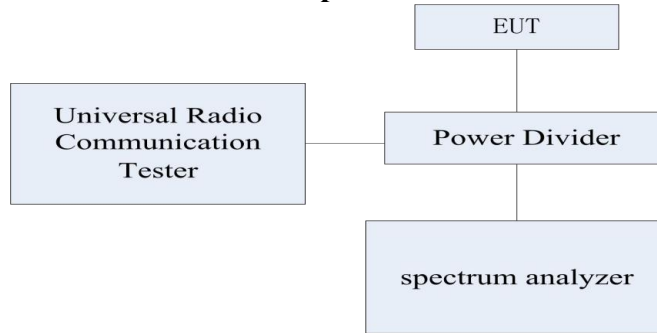 EUT
Universal Radio
Communication
Tester
Power Divider
spectrum analyzer